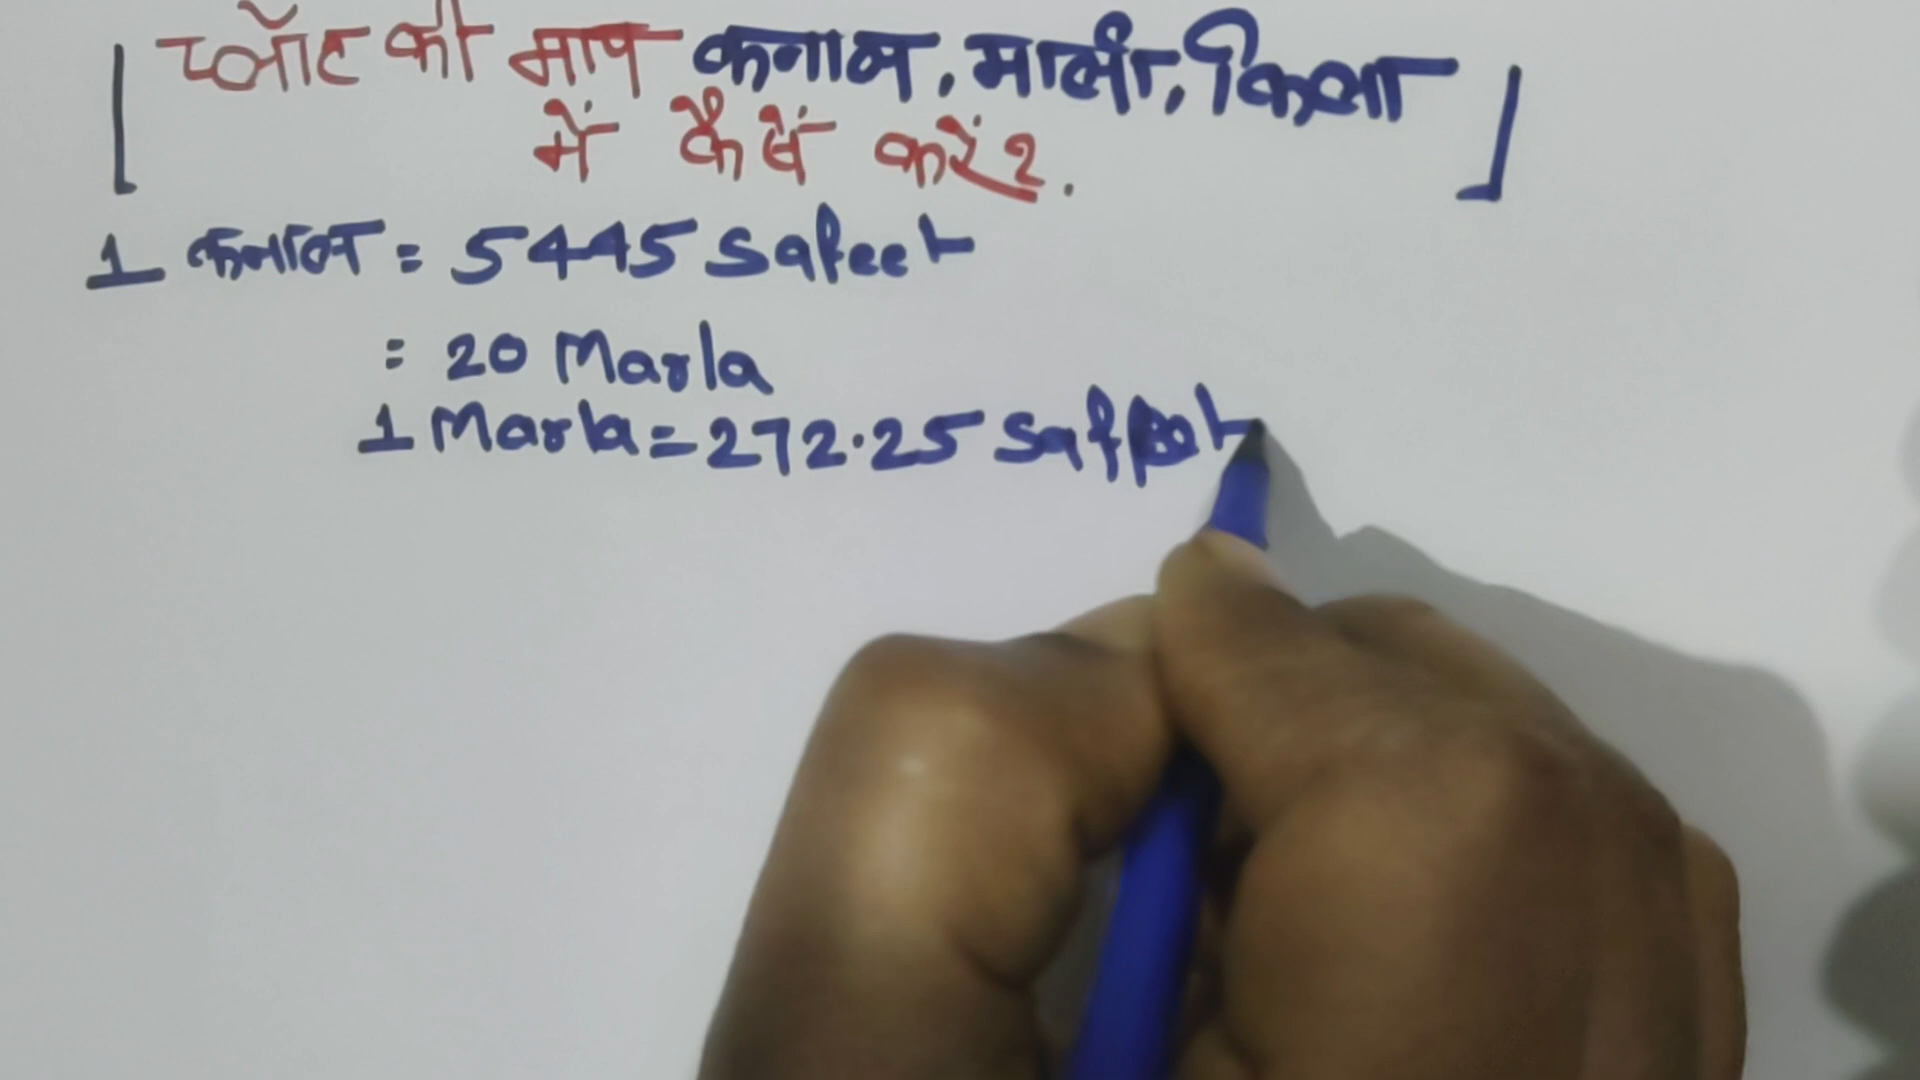 [प्लॉट की माप कनाल, मार्ला, किला]
में कैसे करें?.
1 कनाल = 5445 Sqfeet
= 20 Marla
1 Marla = 272.25 Sqfeet